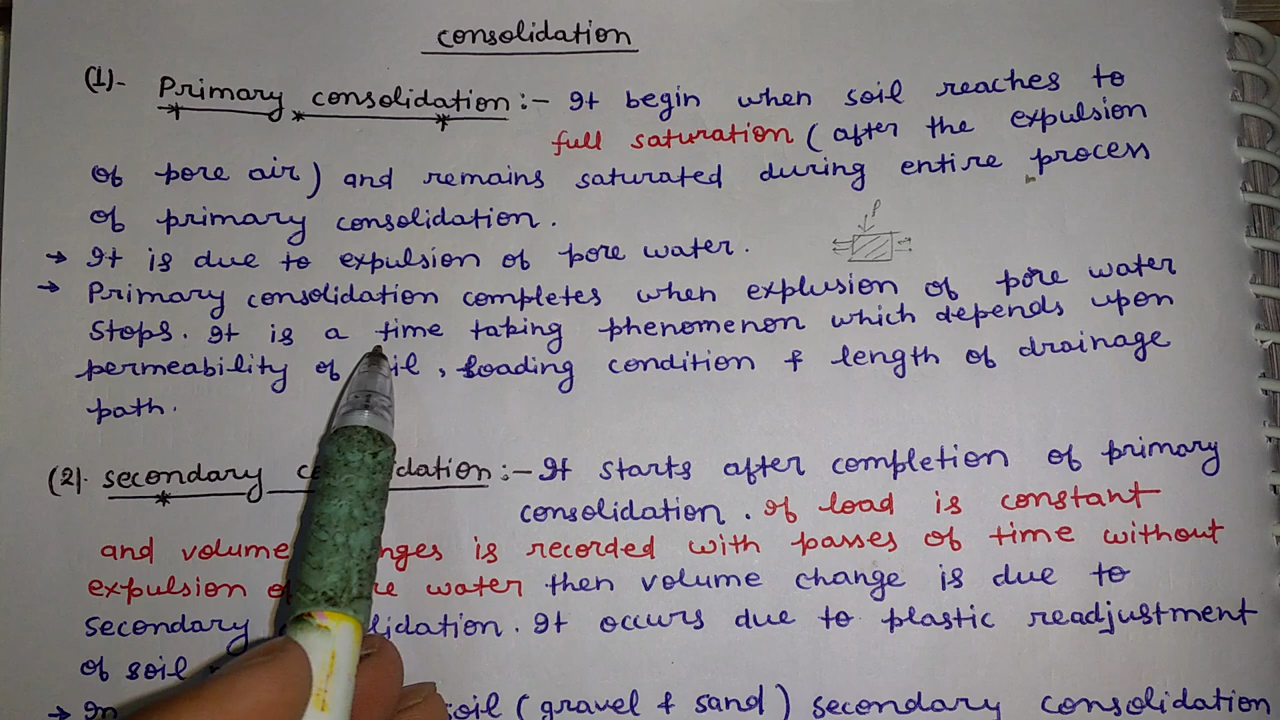 consolidation
(1)- Primary consolidation :- It begin when soil reaches to
full saturation (after the expulsion
of pore air) and remains saturated during entire process
of primary consolidation.
P
→ It is due to expulsion of pore water.
→ Primary consolidation completes when explusion of pore water
stops. It is a time taking phenomenon which depends upon
permeability of il, loading condition & length of drainage
path.
(2). secondary c idation :- It starts after completion of primary
consolidation. If load is constant
and volume nges is recorded with passes of time without
expulsion o re water then volume change is due to
secondary lidation. It occurs due to plastic readjustment
of soil
→ In soil (gravel & sand) secondary consolidation